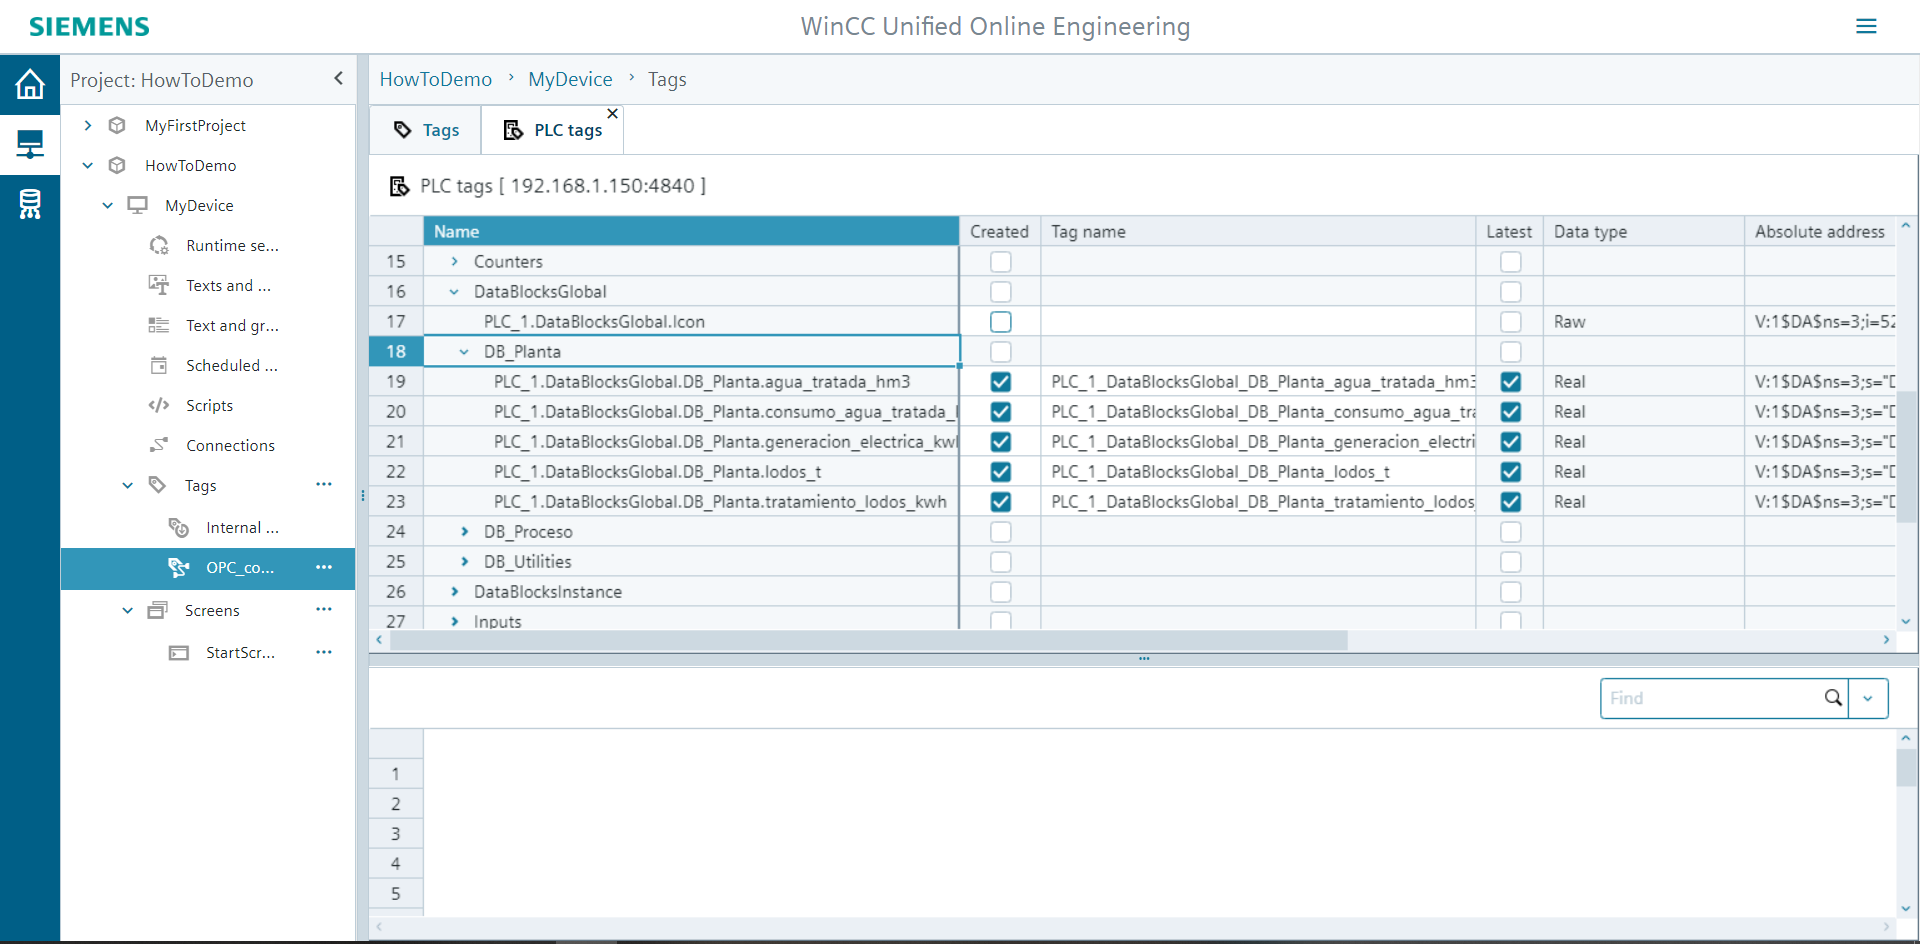 SIEMENS
WinCC Unified Online Engineering
Project: HowToDemo
MyFirstProject
HowToDemo
MyDevice
Runtime se...
Texts and ...
Text and gr...
Scheduled ...
Scripts
Connections
Tags
Internal ...
OPC_co...
Screens
StartScr...
HowToDemo > MyDevice > Tags
Tags PLC tags
PLC tags [ 192.168.1.150:4840 ]
Name Created Tag name Latest Data type Absolute address
15 Counters
16 DataBlocksGlobal
17 PLC_1.DataBlocksGlobal.Icon Raw V:1$DA$ns=3;i=52
18 DB_Planta
19 PLC_1.DataBlocksGlobal.DB_Planta.agua_tratada_hm3 PLC_1_DataBlocksGlobal_DB_Planta_agua_tratada_hm3 Real V:1$DA$ns=3;s="D
20 PLC_1.DataBlocksGlobal.DB_Planta.consumo_agua_tratada_ PLC_1_DataBlocksGlobal_DB_Planta_consumo_agua_tra Real V:1$DA$ns=3;s="D
21 PLC_1.DataBlocksGlobal.DB_Planta.generacion_electrica_kwh PLC_1_DataBlocksGlobal_DB_Planta_generacion_electri Real V:1$DA$ns=3;s="D
22 PLC_1.DataBlocksGlobal.DB_Planta.lodos_t PLC_1_DataBlocksGlobal_DB_Planta_lodos_t Real V:1$DA$ns=3;s="D
23 PLC_1.DataBlocksGlobal.DB_Planta.tratamiento_lodos_kwh PLC_1_DataBlocksGlobal_DB_Planta_tratamiento_lodos_ Real V:1$DA$ns=3;s="D
24 DB_Proceso
25 DB_Utilities
26 DataBlocksInstance
27 Inputs
Find
1
2
3
4
5